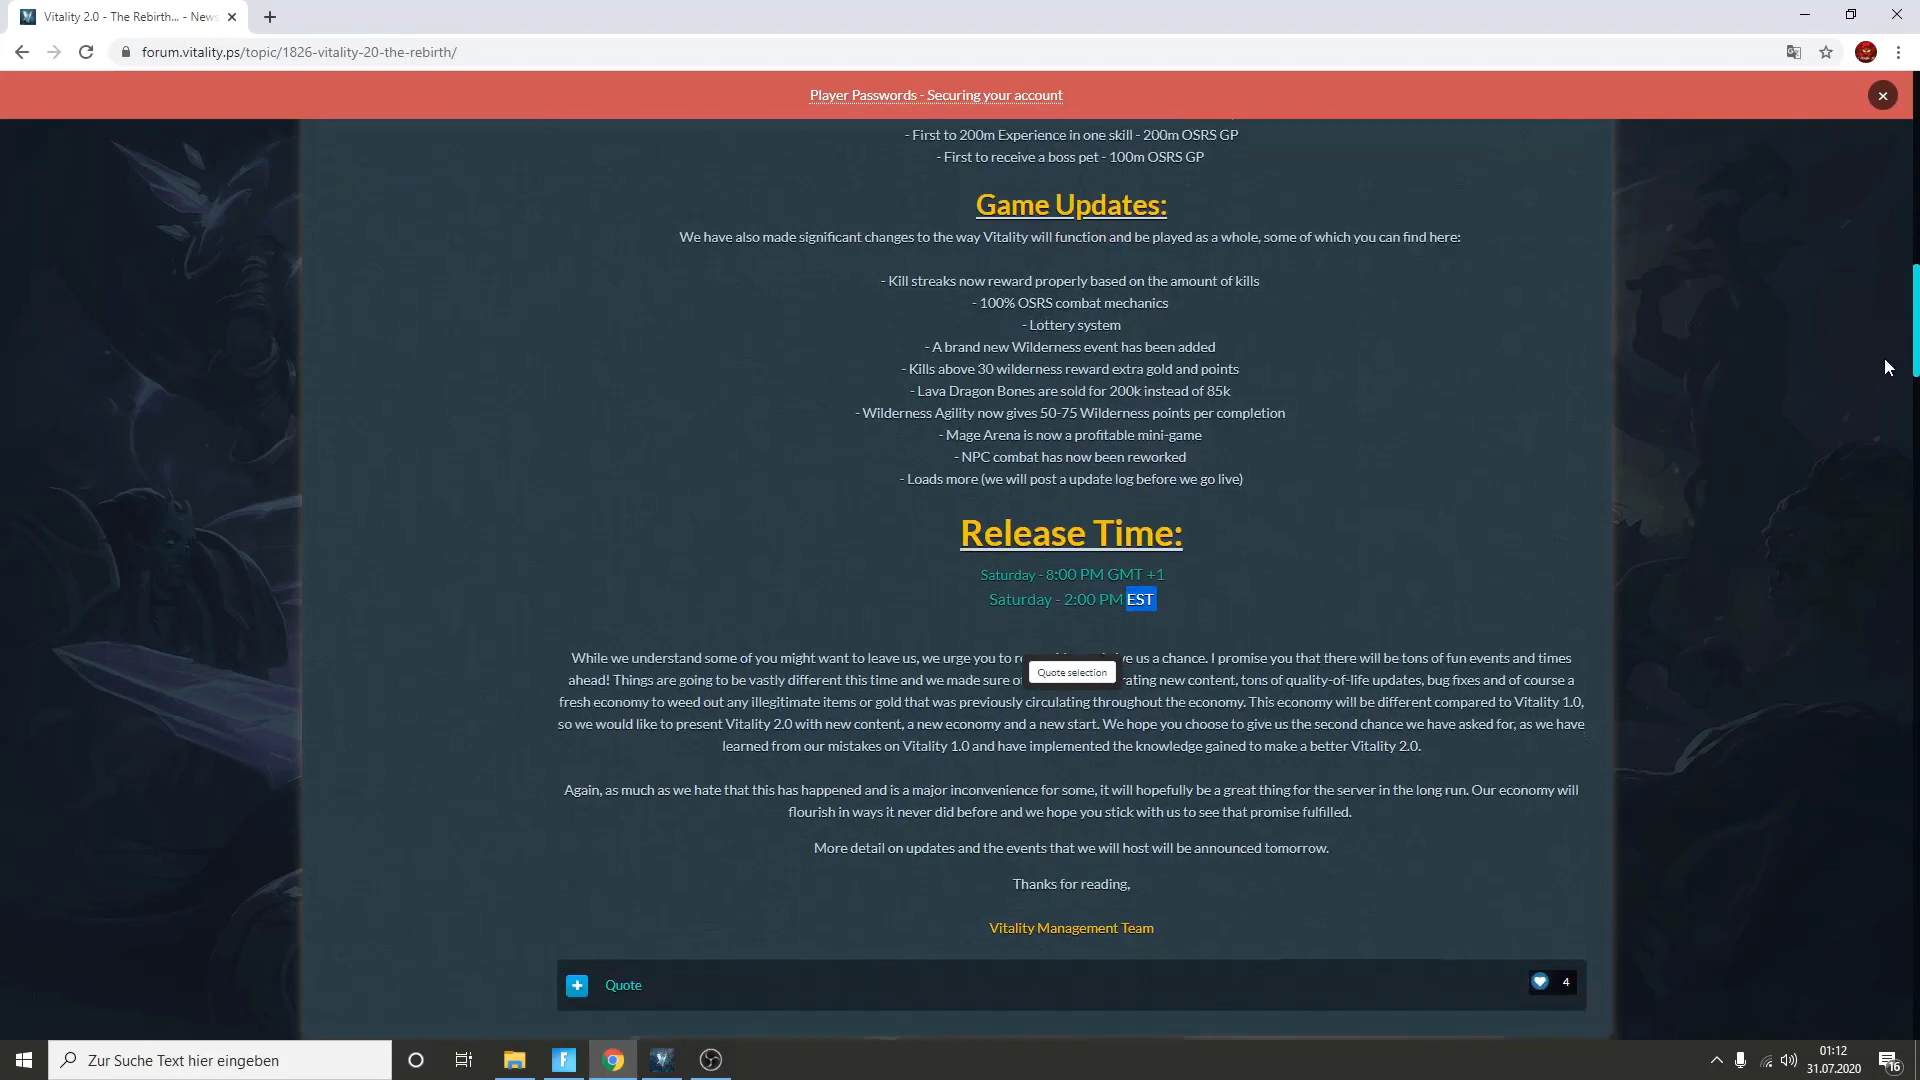 Vitality 2.0 - The Rebirth... - News
forum.vitality.ps/topic/1826-vitality-20-the-rebirth/
Player Passwords - Securing your account
- First to 200m Experience in one skill - 200m OSRS GP
- First to receive a boss pet - 100m OSRS GP
Game Updates:
We have also made significant changes to the way Vitality will function and be played as a whole, some of which you can find here:
- Kill streaks now reward properly based on the amount of kills
- 100% OSRS combat mechanics
- Lottery system
- A brand new Wilderness event has been added
- Kills above 30 wilderness reward extra gold and points
- Lava Dragon Bones are sold for 200k instead of 85k
- Wilderness Agility now gives 50-75 Wilderness points per completion
- Mage Arena is now a profitable mini-game
- NPC combat has now been reworked
- Loads more (we will post a update log before we go live)
Release Time:
Saturday - 8:00 PM GMT +1
Saturday - 2:00 PM EST
While we understand some of you might want to leave us, we urge you to us a chance. I promise you that there will be tons of fun events and times
Quote selection
ahead! Things are going to be vastly different this time and we made sure new content, tons of quality-of-life updates, bug fixes and of course a
fresh economy to weed out any illegitimate items or gold that was previously circulating throughout the economy. This economy will be different compared to Vitality 1.0,
so we would like to present Vitality 2.0 with new content, a new economy and a new start. We hope you choose to give us the second chance we have asked for, as we have
learned from our mistakes on Vitality 1.0 and have implemented the knowledge gained to make a better Vitality 2.0.
Again, as much as we hate that this has happened and is a major inconvenience for some, it will hopefully be a great thing for the server in the long run. Our economy will
flourish in ways it never did before and we hope you stick with us to see that promise fulfilled.
More detail on updates and the events that we will host will be announced tomorrow.
Thanks for reading,
Vitality Management Team
Quote
4
Zur Suche Text hier eingeben
01:12
31.07.2020
16